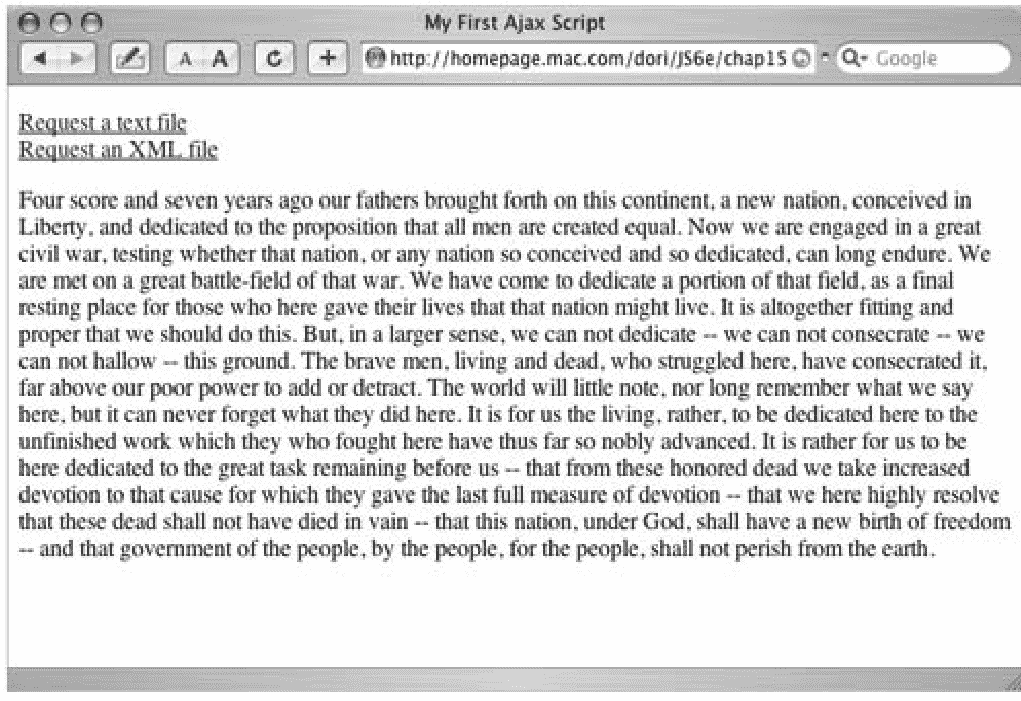 My First Ajax Script
A A
http://homepage.mac.com/dori/JS6e/chap15
Google
Request a text file
Request an XML file
Four score and seven years ago our fathers brought forth on this continent, a new nation, conceived in
Liberty, and dedicated to the proposition that all men are created equal. Now we are engaged in a great
civil war, testing whether that nation, or any nation so conceived and so dedicated, can long endure. We
are met on a great battle-field of that war. We have come to dedicate a portion of that field, as a final
resting place for those who here gave their lives that that nation might live. It is altogether fitting and
proper that we should do this. But, in a larger sense, we can not dedicate -- we can not consecrate -- we
can not hallow -- this ground. The brave men, living and dead, who struggled here, have consecrated it,
far above our poor power to add or detract. The world will little note, nor long remember what we say
here, but it can never forget what they did here. It is for us the living, rather, to be dedicated here to the
unfinished work which they who fought here have thus far so nobly advanced. It is rather for us to be
here dedicated to the great task remaining before us -- that from these honored dead we take increased
devotion to that cause for which they gave the last full measure of devotion -- that we here highly resolve
that these dead shall not have died in vain -- that this nation, under God, shall have a new birth of freedom
-- and that government of the people, by the people, for the people, shall not perish from the earth.